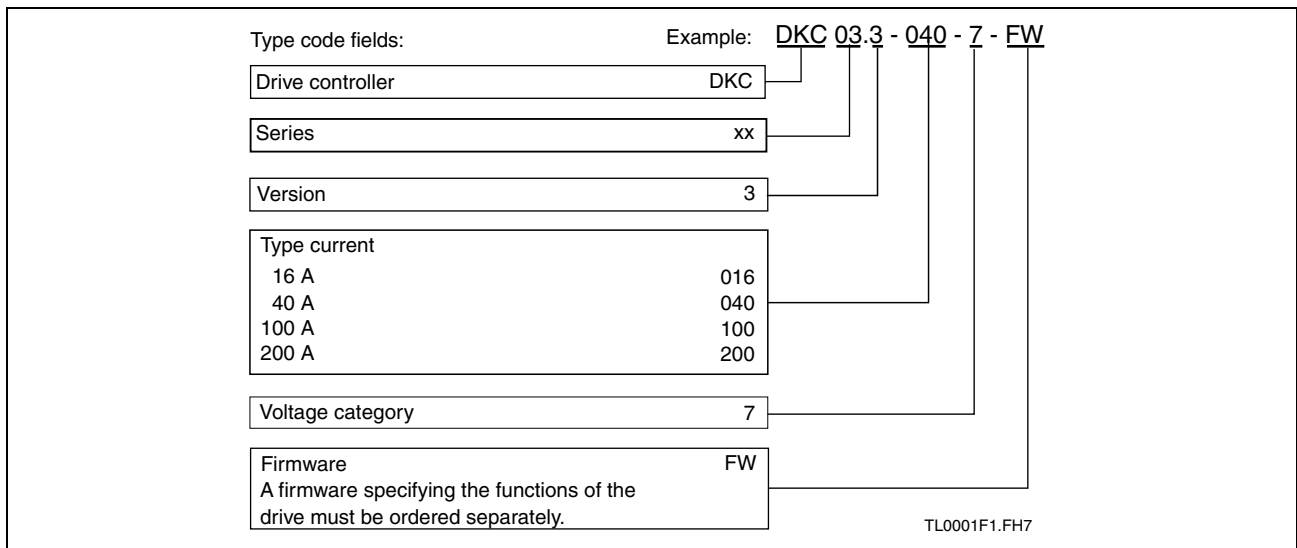 Type code fields: Example: DKC 03.3 - 040 - 7 - FW
Drive controller DKC
Series xx
Version 3
Type current
16 A 016
40 A 040
100 A 100
200 A 200
Voltage category 7
Firmware FW
A firmware specifying the functions of the
drive must be ordered separately.
TL0001F1.FH7